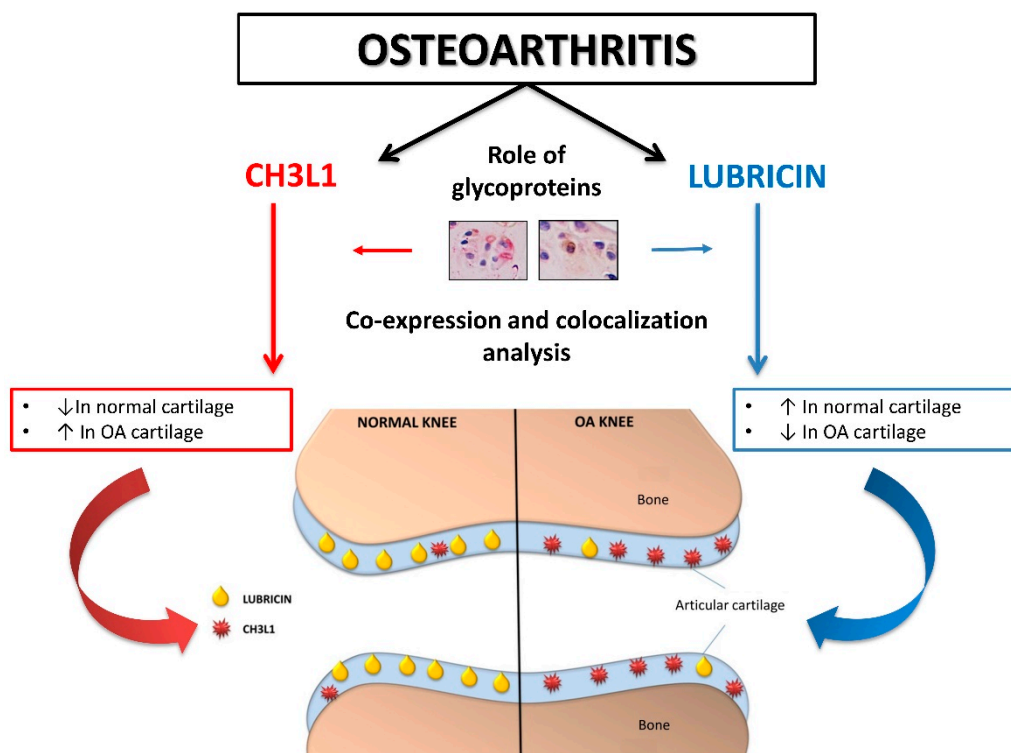 OSTEOARTHRITIS
CH3L1
Role of
glycoproteins
LUBRICIN
Co-expression and colocalization
analysis
• ↓In normal cartilage
• ↑ In OA cartilage
• ↑ In normal cartilage
• ↓ In OA cartilage
NORMAL KNEE
OA KNEE
Bone
LUBRICIN
CH3L1
Articular cartilage
Bone